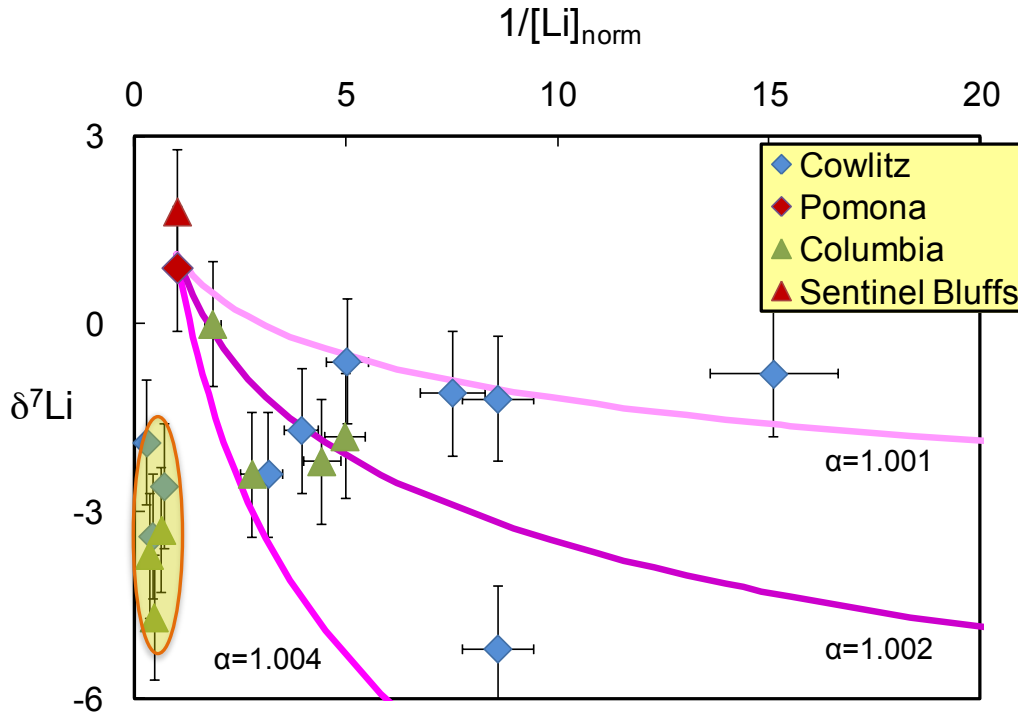 1/[Li]norm
0 5 10 15 20
3
0
-3
-6
δ⁷Li
Cowlitz
Pomona
Columbia
Sentinel Bluffs
α=1.001
α=1.002
α=1.004